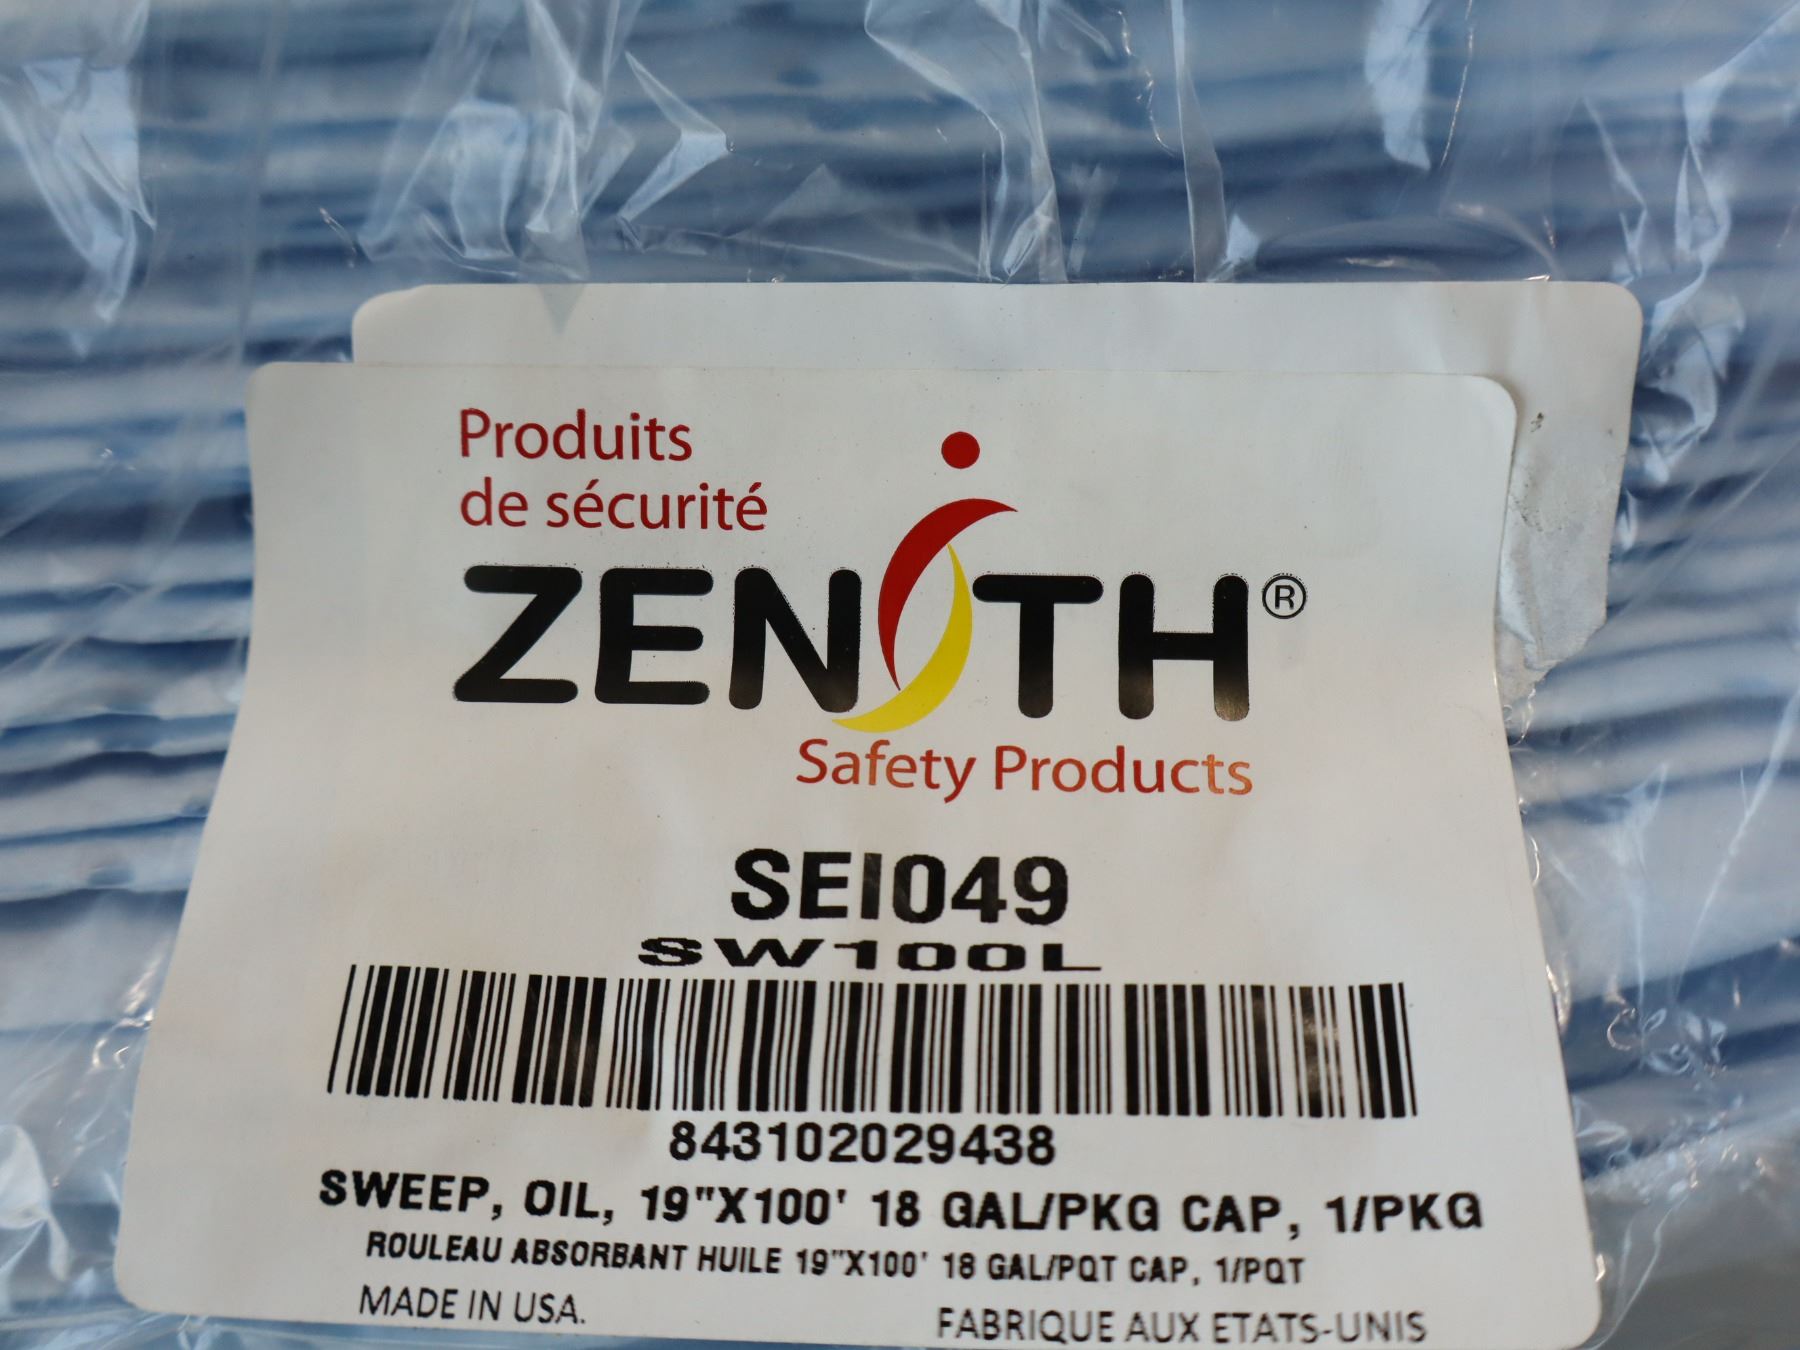 Produits
de sécurité
ZENITH®
Safety Products
SEI049
SW100L
843102029438
SWEEP, OIL, 19"X100' 18 GAL/PKG CAP, 1/PKG
ROULEAU ABSORBANT HUILE 19"X100' 18 GAL/PQT CAP, 1/PQT
MADE IN USA. FABRIQUE AUX ETATS-UNIS